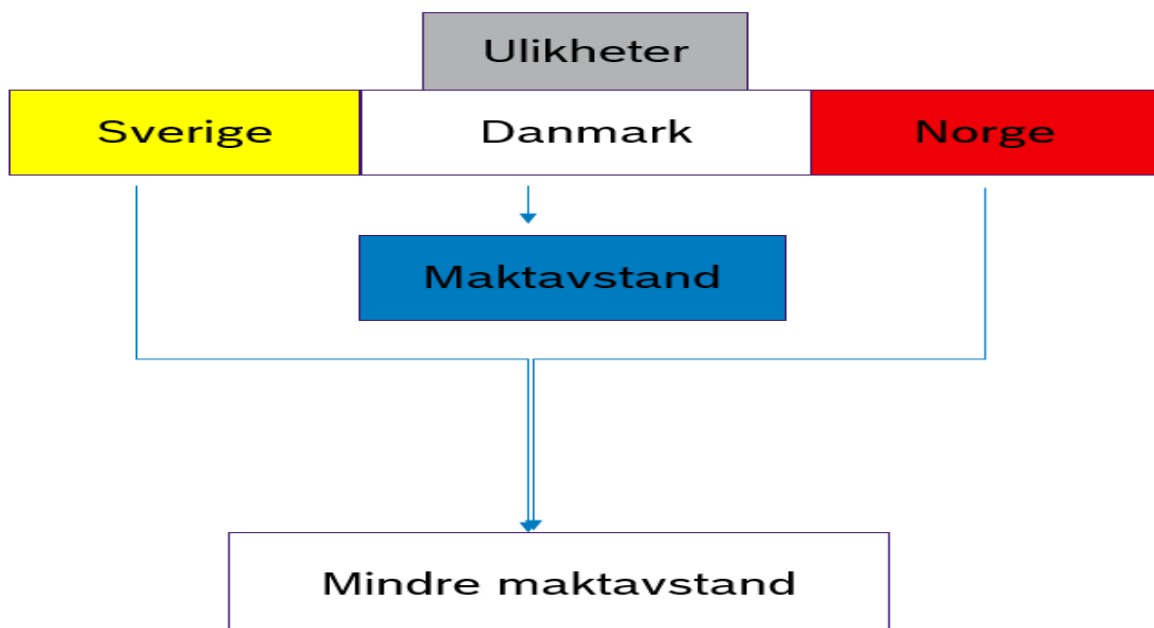 Ulikheter
Sverige
Danmark
Norge
Maktavstand
Mindre maktavstand